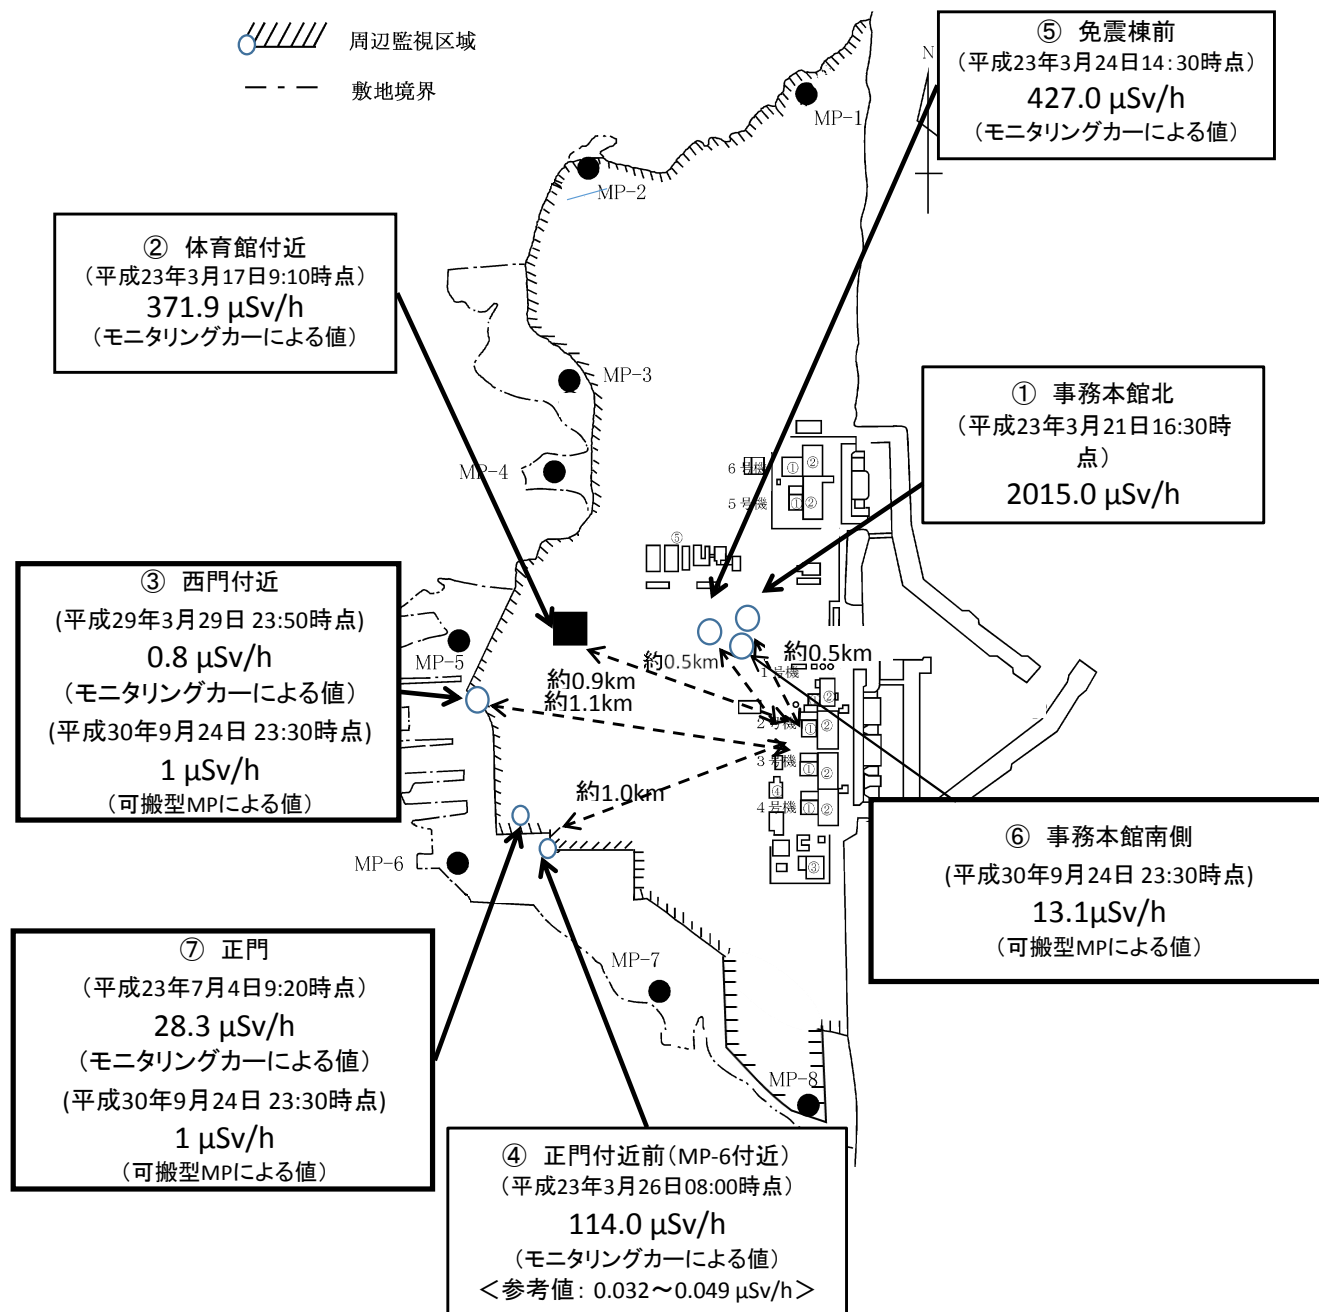 周辺監視区域
敷地境界
⑤ 免震棟前
(平成23年3月24日14:30時点)
427.0 μSv/h
(モニタリングカーによる値)
N
MP-1
MP-2
② 体育館付近
(平成23年3月17日9:10時点)
371.9 μSv/h
(モニタリングカーによる値)
MP-3
MP-4
① 事務本館北
(平成23年3月21日16:30時
点)
2015.0 μSv/h
6号機
①
②
5号機
①
②
⑤
③ 西門付近
(平成29年3月29日 23:50時点)
0.8 μSv/h
(モニタリングカーによる値)
(平成30年9月24日 23:30時点)
1 μSv/h
(可搬型MPによる値)
MP-5
約0.9km
約1.1km
約0.5km
約0.5km
1号機
②
2号機
①
②
3号機
①
②
④
4号機
①
②
③
約1.0km
MP-6
⑥ 事務本館南側
(平成30年9月24日 23:30時点)
13.1μSv/h
(可搬型MPによる値)
⑦ 正門
(平成23年7月4日9:20時点)
28.3 μSv/h
(モニタリングカーによる値)
(平成30年9月24日 23:30時点)
1 μSv/h
(可搬型MPによる値)
MP-7
MP-8
④ 正門付近前(MP-6付近)
(平成23年3月26日08:00時点)
114.0 μSv/h
(モニタリングカーによる値)
<参考値: 0.032～0.049 μSv/h>